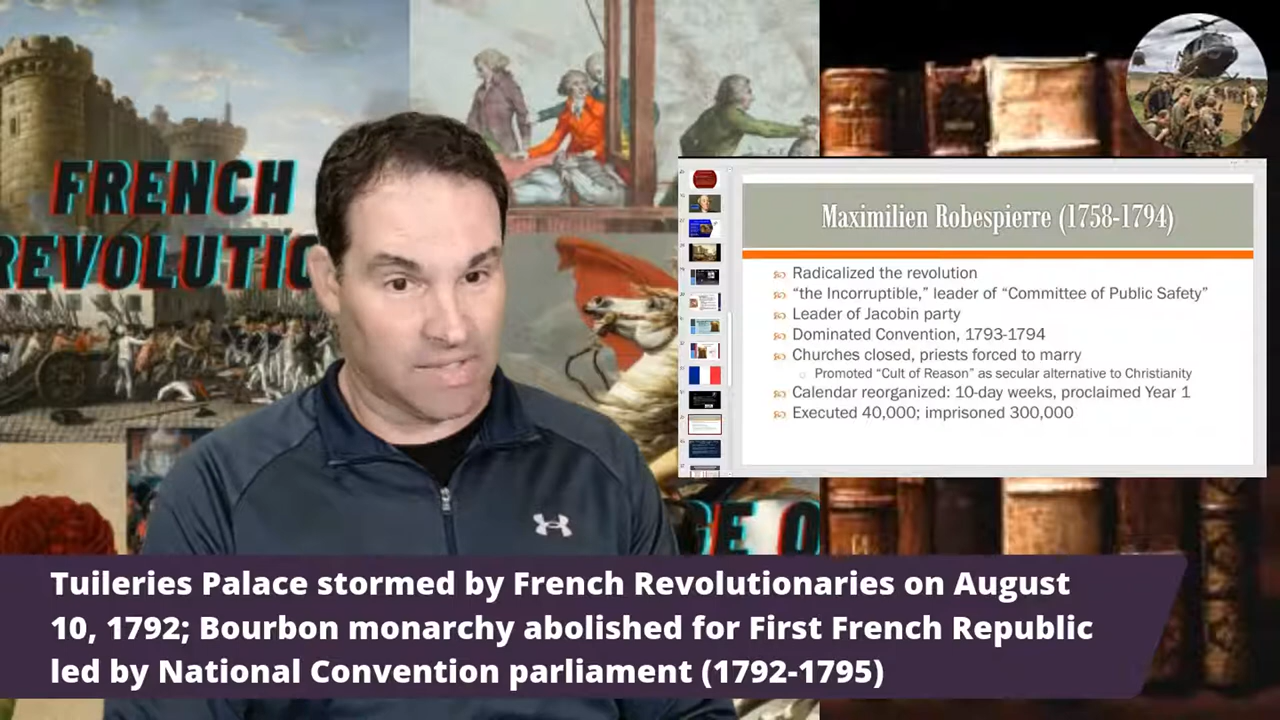 FRENCH
REVOLUTIO
Maximilien Robespierre (1758-1794)
Radicalized the revolution
“the Incorruptible,” leader of “Committee of Public Safety”
Leader of Jacobin party
Dominated Convention, 1793-1794
Churches closed, priests forced to marry
Promoted “Cult of Reason” as secular alternative to Christianity
Calendar reorganized: 10-day weeks, proclaimed Year 1
Executed 40,000; imprisoned 300,000
Tuileries Palace stormed by French Revolutionaries on August
10, 1792; Bourbon monarchy abolished for First French Republic
led by National Convention parliament (1792-1795)